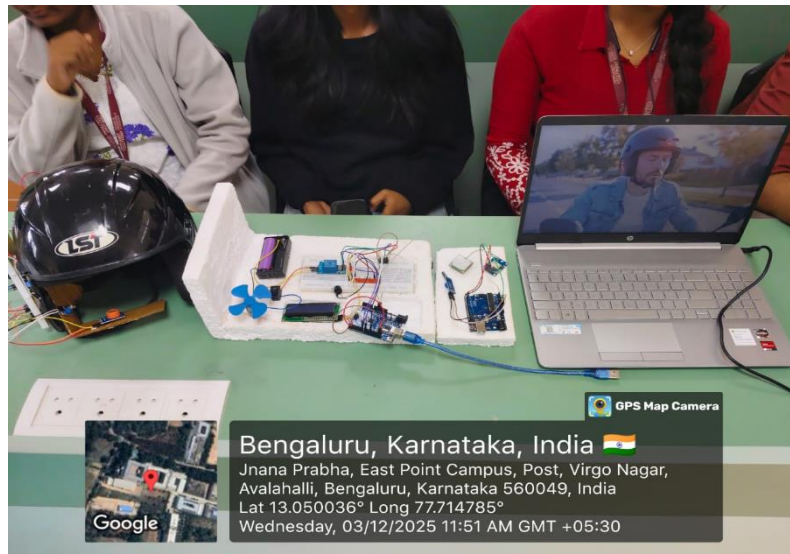 LS2
hp
GPS Map Camera
Bengaluru, Karnataka, India
Jnana Prabha, East Point Campus, Post, Virgo Nagar,
Avalahalli, Bengaluru, Karnataka 560049, India
Lat 13.050036° Long 77.714785°
Wednesday, 03/12/2025 11:51 AM GMT +05:30
Google